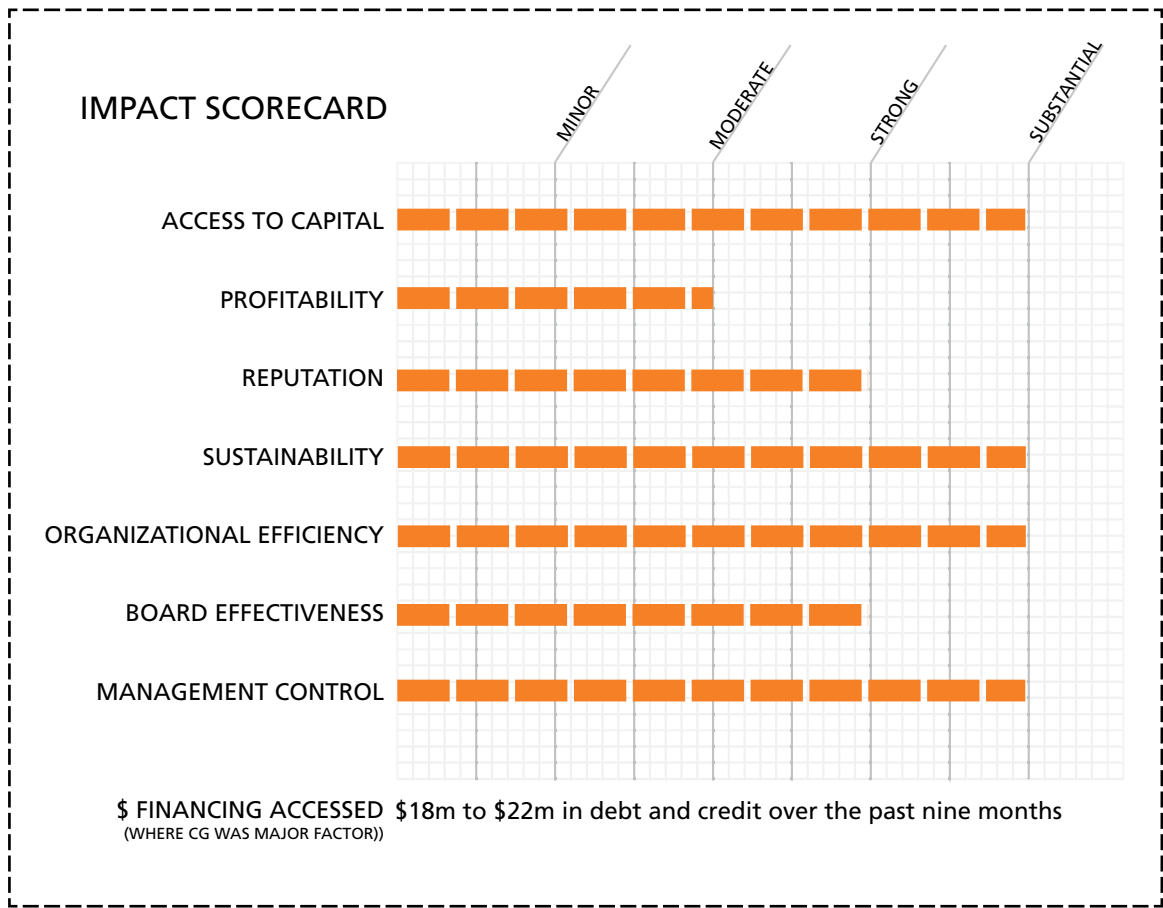 IMPACT SCORECARD
MINOR
MODERATE
STRONG
SUBSTANTIAL
ACCESS TO CAPITAL
PROFITABILITY
REPUTATION
SUSTAINABILITY
ORGANIZATIONAL EFFICIENCY
BOARD EFFECTIVENESS
MANAGEMENT CONTROL
$ FINANCING ACCESSED $18m to $22m in debt and credit over the past nine months
(WHERE CG WAS MAJOR FACTOR))